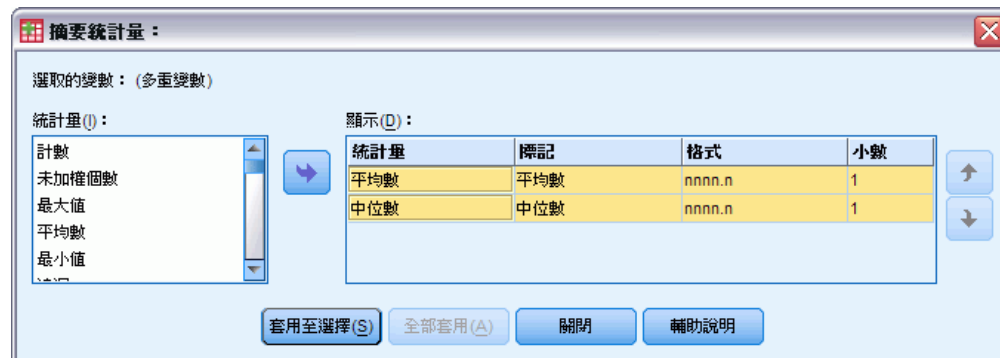 摘要統計量：
選取的變數： (多重變數)
統計量(I)：
計數
未加權個數
最大值
平均數
最小值
顯示(D)：
統計量 標記 格式 小數
平均數 平均數 nnnn.n 1
中位數 中位數 nnnn.n 1
套用至選擇(S) 全部套用(A) 關閉 輔助說明